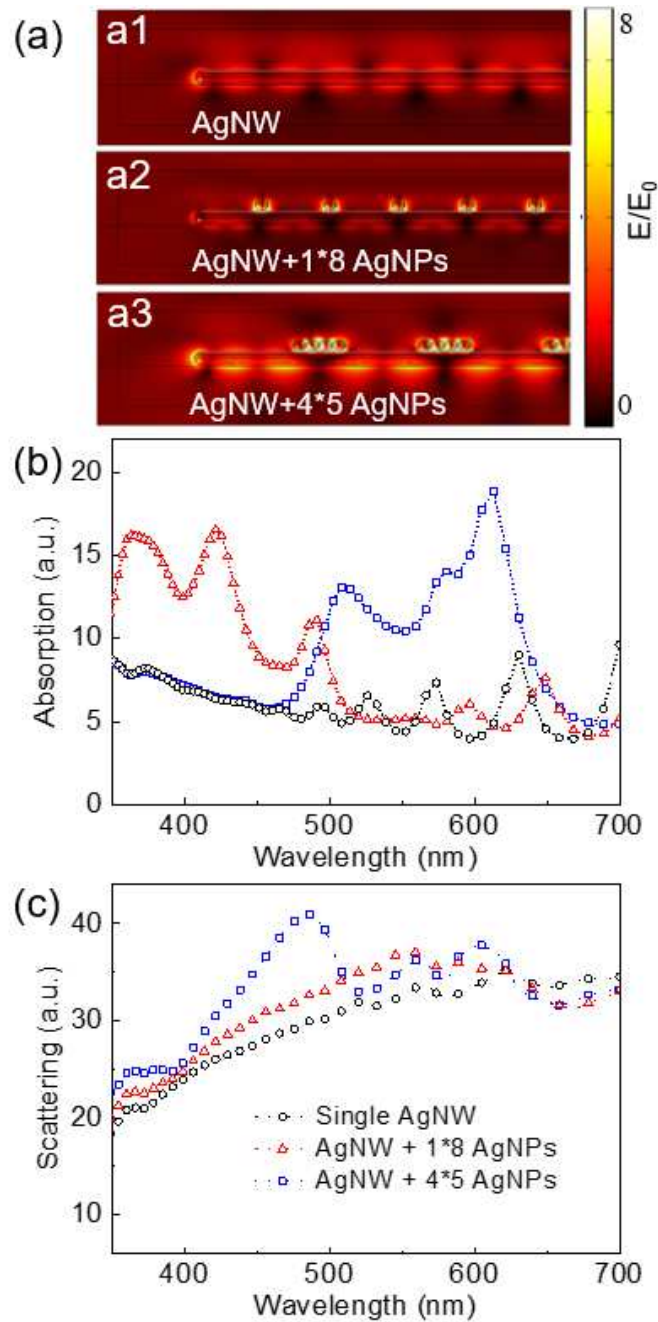 (a)
a1
AgNW
a2
AgNW+1*8 AgNPs
a3
AgNW+4*5 AgNPs
8
E/E0
0
(b)
20
15
10
5
0
Absorption (a.u.)
400 500 600 700
Wavelength (nm)
(c)
40
30
20
10
Scattering (a.u.)
Single AgNW
AgNW + 1*8 AgNPs
AgNW + 4*5 AgNPs
400 500 600 700
Wavelength (nm)